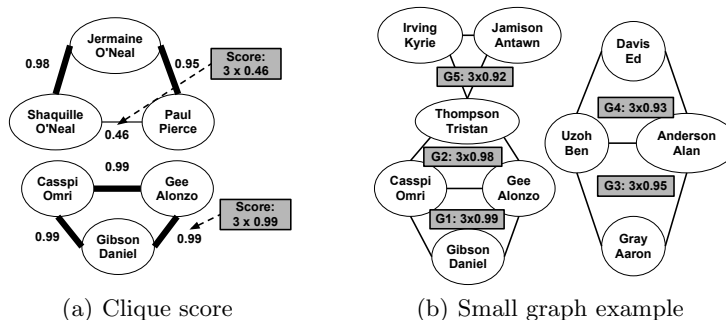 Jermaine
O'Neal
0.98
0.95
Score:
3 x 0.46
Shaquille
O'Neal
0.46
Paul
Pierce
0.99
Casspi
Omri
Gee
Alonzo
0.99
Gibson
Daniel
0.99
Score:
3 x 0.99
(a) Clique score
Irving
Kyrie
Jamison
Antawn
G5: 3x0.92
Thompson
Tristan
G2: 3x0.98
Casspi
Omri
Gee
Alonzo
G1: 3x0.99
Gibson
Daniel
Davis
Ed
G4: 3x0.93
Uzoh
Ben
Anderson
Alan
G3: 3x0.95
Gray
Aaron
(b) Small graph example